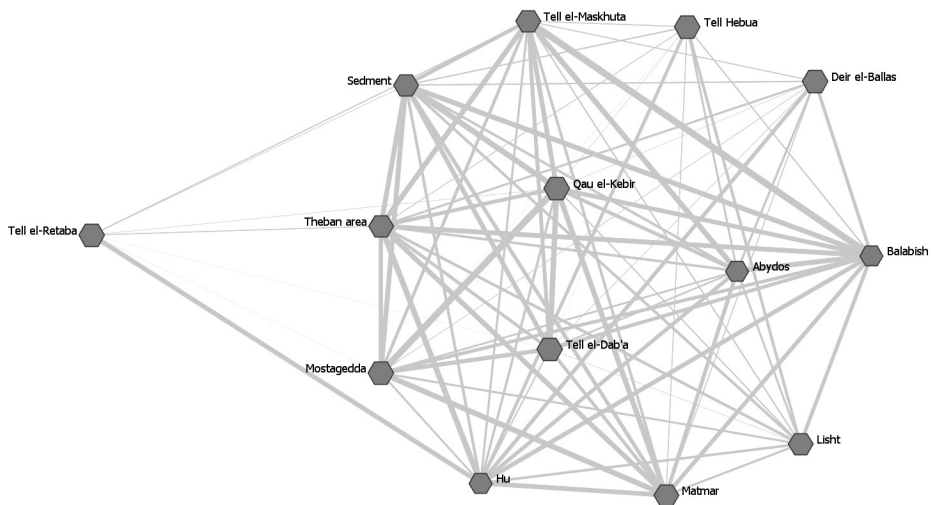 Tell el-Maskhuta
Tell Hebua
Sedment
Deir el-Ballas
Qau el-Kebir
Theban area
Tell el-Retaba
Balabish
Abydos
Tell el-Dab'a
Mostagedda
Lisht
Hu
Matmar